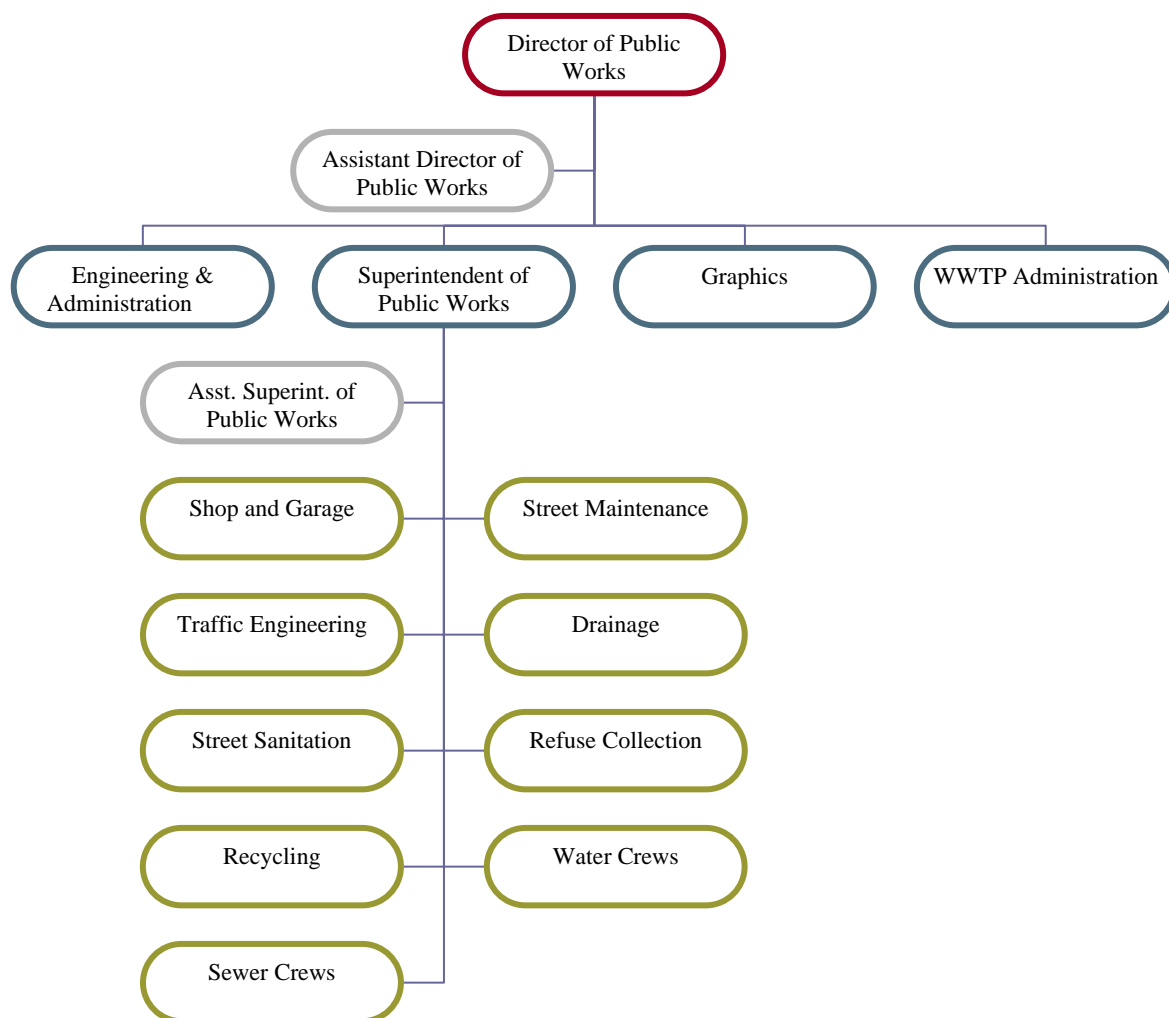 Director of Public
Works
Assistant Director of
Public Works
Engineering &
Administration
Superintendent of
Public Works
Graphics
WWTP Administration
Asst. Superint. of
Public Works
Shop and Garage
Street Maintenance
Traffic Engineering
Drainage
Street Sanitation
Refuse Collection
Recycling
Water Crews
Sewer Crews